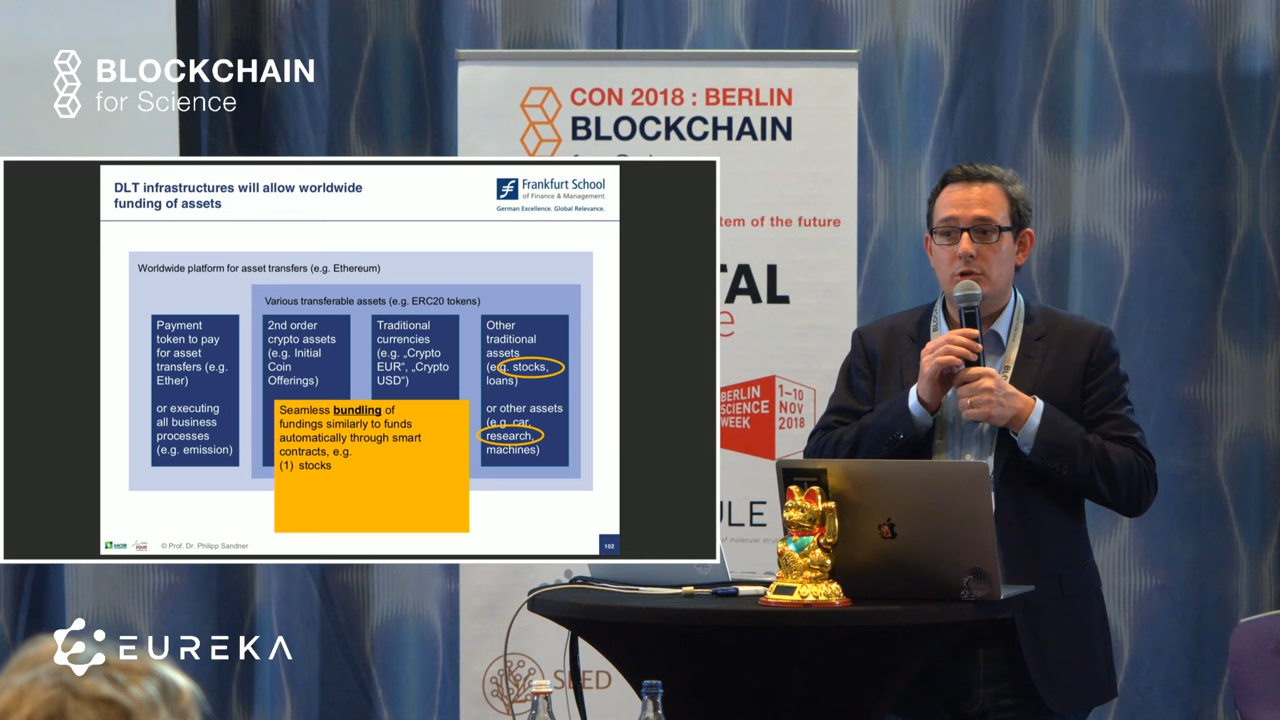 BLOCKCHAIN
for Science
CON 2018 : BERLIN
BLOCKCHAIN
DLT infrastructures will allow worldwide
funding of assets
Frankfurt School
of Finance & Management
German Excellence. Global Relevance.
Worldwide platform for asset transfers (e.g. Ethereum)
Various transferable assets (e.g. ERC20 tokens)
Payment
token to pay
for asset
transfers (e.g.
Ether)
or executing
all business
processes
(e.g. emission)
2nd order
crypto assets
(e.g. Initial
Coin
Offerings)
Traditional
currencies
(e.g. „Crypto
EUR“, „Crypto
USD“)
Other
traditional
assets
(e.g. stocks,
loans)
or other assets
(e.g. car,
research,
machines)
Seamless bundling of
fundings similarly to funds
automatically through smart
contracts, e.g.
(1) stocks
© Prof. Dr. Philipp Sandner
102
tem of the future
TAL
e
BERLIN
SCIENCE
WEEK
1–10
NOV
2018
ULE
of molecular
BLOC
EUREKA